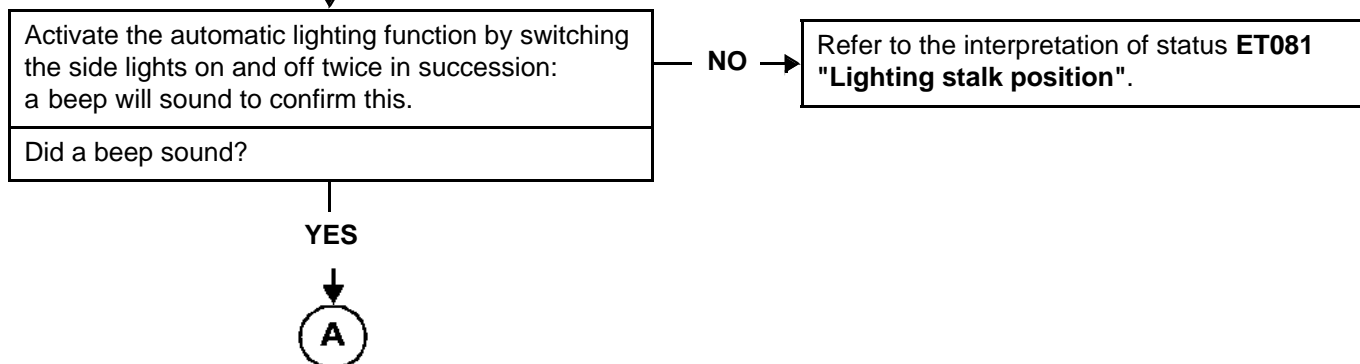 Activate the automatic lighting function by switching
the side lights on and off twice in succession:
a beep will sound to confirm this.
Did a beep sound?
NO
Refer to the interpretation of status ET081
"Lighting stalk position".
YES
A